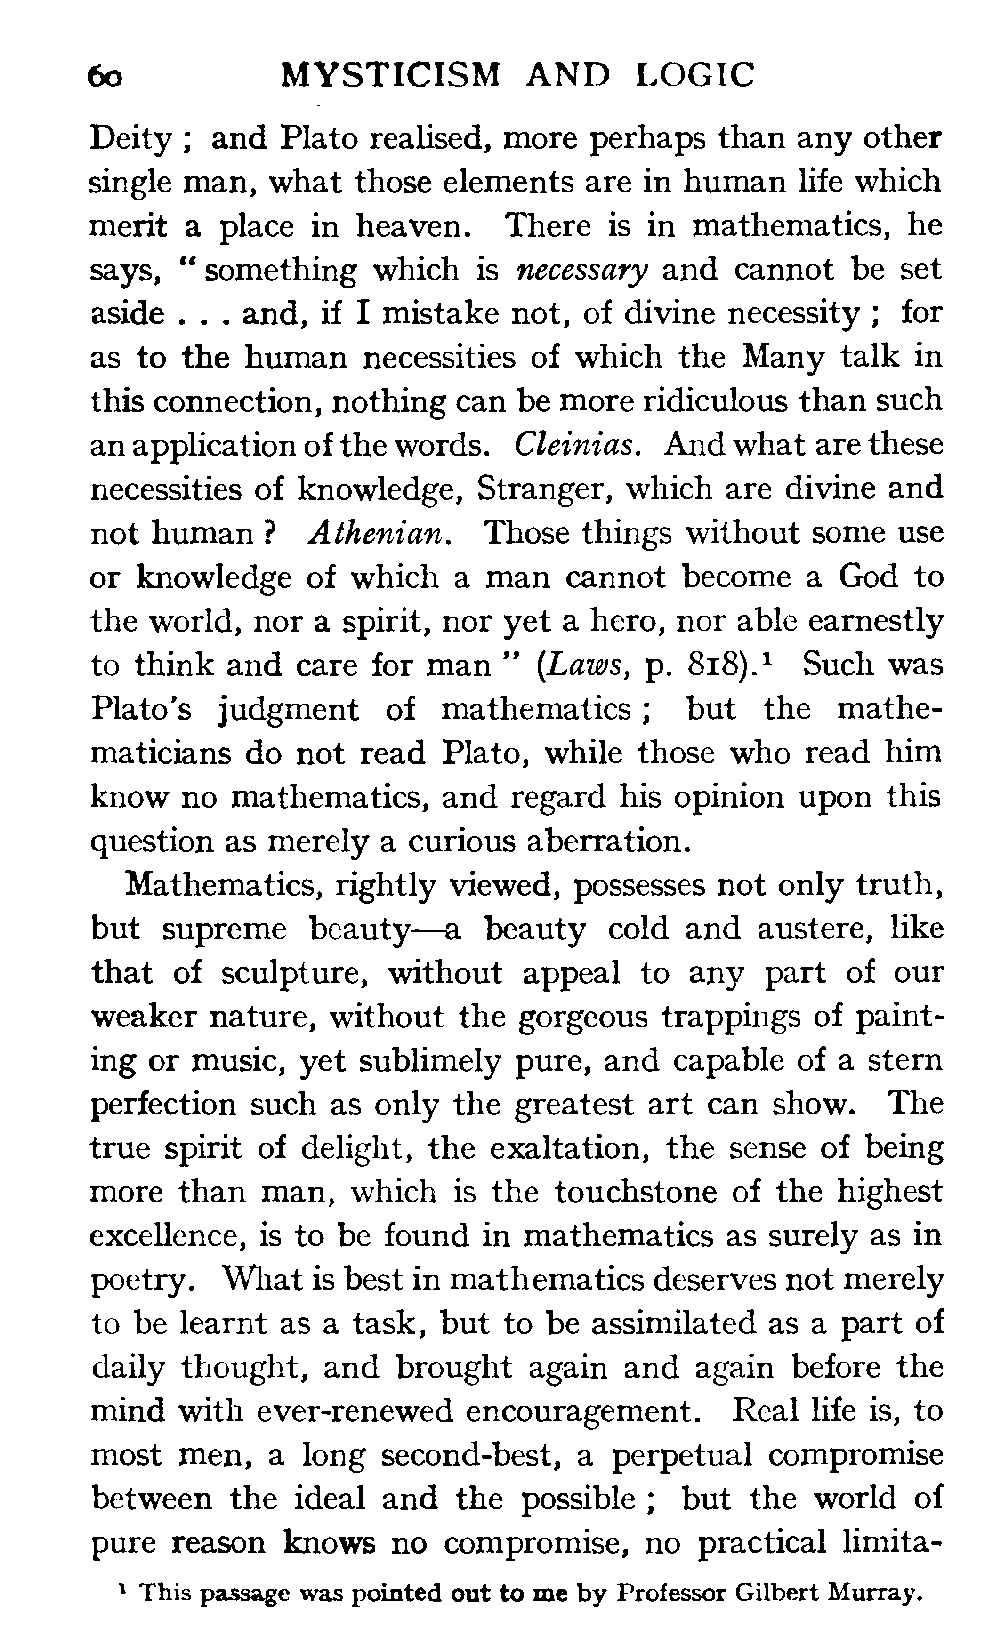 60 MYSTICISM AND LOGIC
Deity ; and Plato realised, more perhaps than any other
single man, what those elements are in human life which
merit a place in heaven. There is in mathematics, he
says, “ something which is necessary and cannot be set
aside . . . and, if I mistake not, of divine necessity ; for
as to the human necessities of which the Many talk in
this connection, nothing can be more ridiculous than such
an application of the words. Cleinias. And what are these
necessities of knowledge, Stranger, which are divine and
not human ? Athenian. Those things without some use
or knowledge of which a man cannot become a God to
the world, nor a spirit, nor yet a hero, nor able earnestly
to think and care for man ” (Laws, p. 818).¹ Such was
Plato's judgment of mathematics ; but the mathe-
maticians do not read Plato, while those who read him
know no mathematics, and regard his opinion upon this
question as merely a curious aberration.
Mathematics, rightly viewed, possesses not only truth,
but supreme beauty—a beauty cold and austere, like
that of sculpture, without appeal to any part of our
weaker nature, without the gorgeous trappings of paint-
ing or music, yet sublimely pure, and capable of a stern
perfection such as only the greatest art can show. The
true spirit of delight, the exaltation, the sense of being
more than man, which is the touchstone of the highest
excellence, is to be found in mathematics as surely as in
poetry. What is best in mathematics deserves not merely
to be learnt as a task, but to be assimilated as a part of
daily thought, and brought again and again before the
mind with ever-renewed encouragement. Real life is, to
most men, a long second-best, a perpetual compromise
between the ideal and the possible ; but the world of
pure reason knows no compromise, no practical limita-
¹ This passage was pointed out to me by Professor Gilbert Murray.